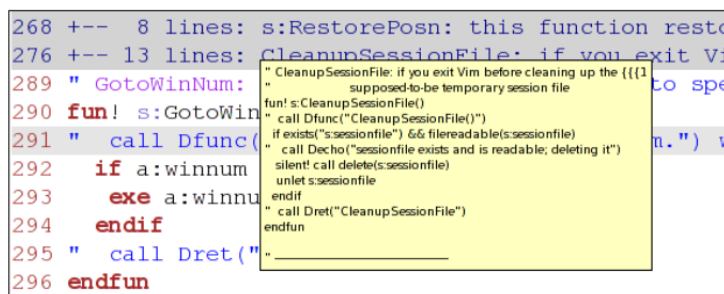 268 +--  8 lines: s:RestorePosn: this function resto
276 +-- 13 lines: CleanupSessionFile: if you exit Vi
289 " GotoWinNum: to spe
290 fun! s:GotoWin
291 "  call Dfunc( m.") w
292   if a:winnum
293    exe a:winnu
294   endif
295 "  call Dret("
296 endfun
" CleanupSessionFile: if you exit Vim before cleaning up the {{{1
"                     supposed-to-be temporary session file
fun! s:CleanupSessionFile()
"  call Dfunc("CleanupSessionFile()")
  if exists("s:sessionfile") && filereadable(s:sessionfile)
"   call Decho("sessionfile exists and is readable; deleting it")
   silent! call delete(s:sessionfile)
   unlet s:sessionfile
  endif
"  call Dret("CleanupSessionFile")
endfun
"